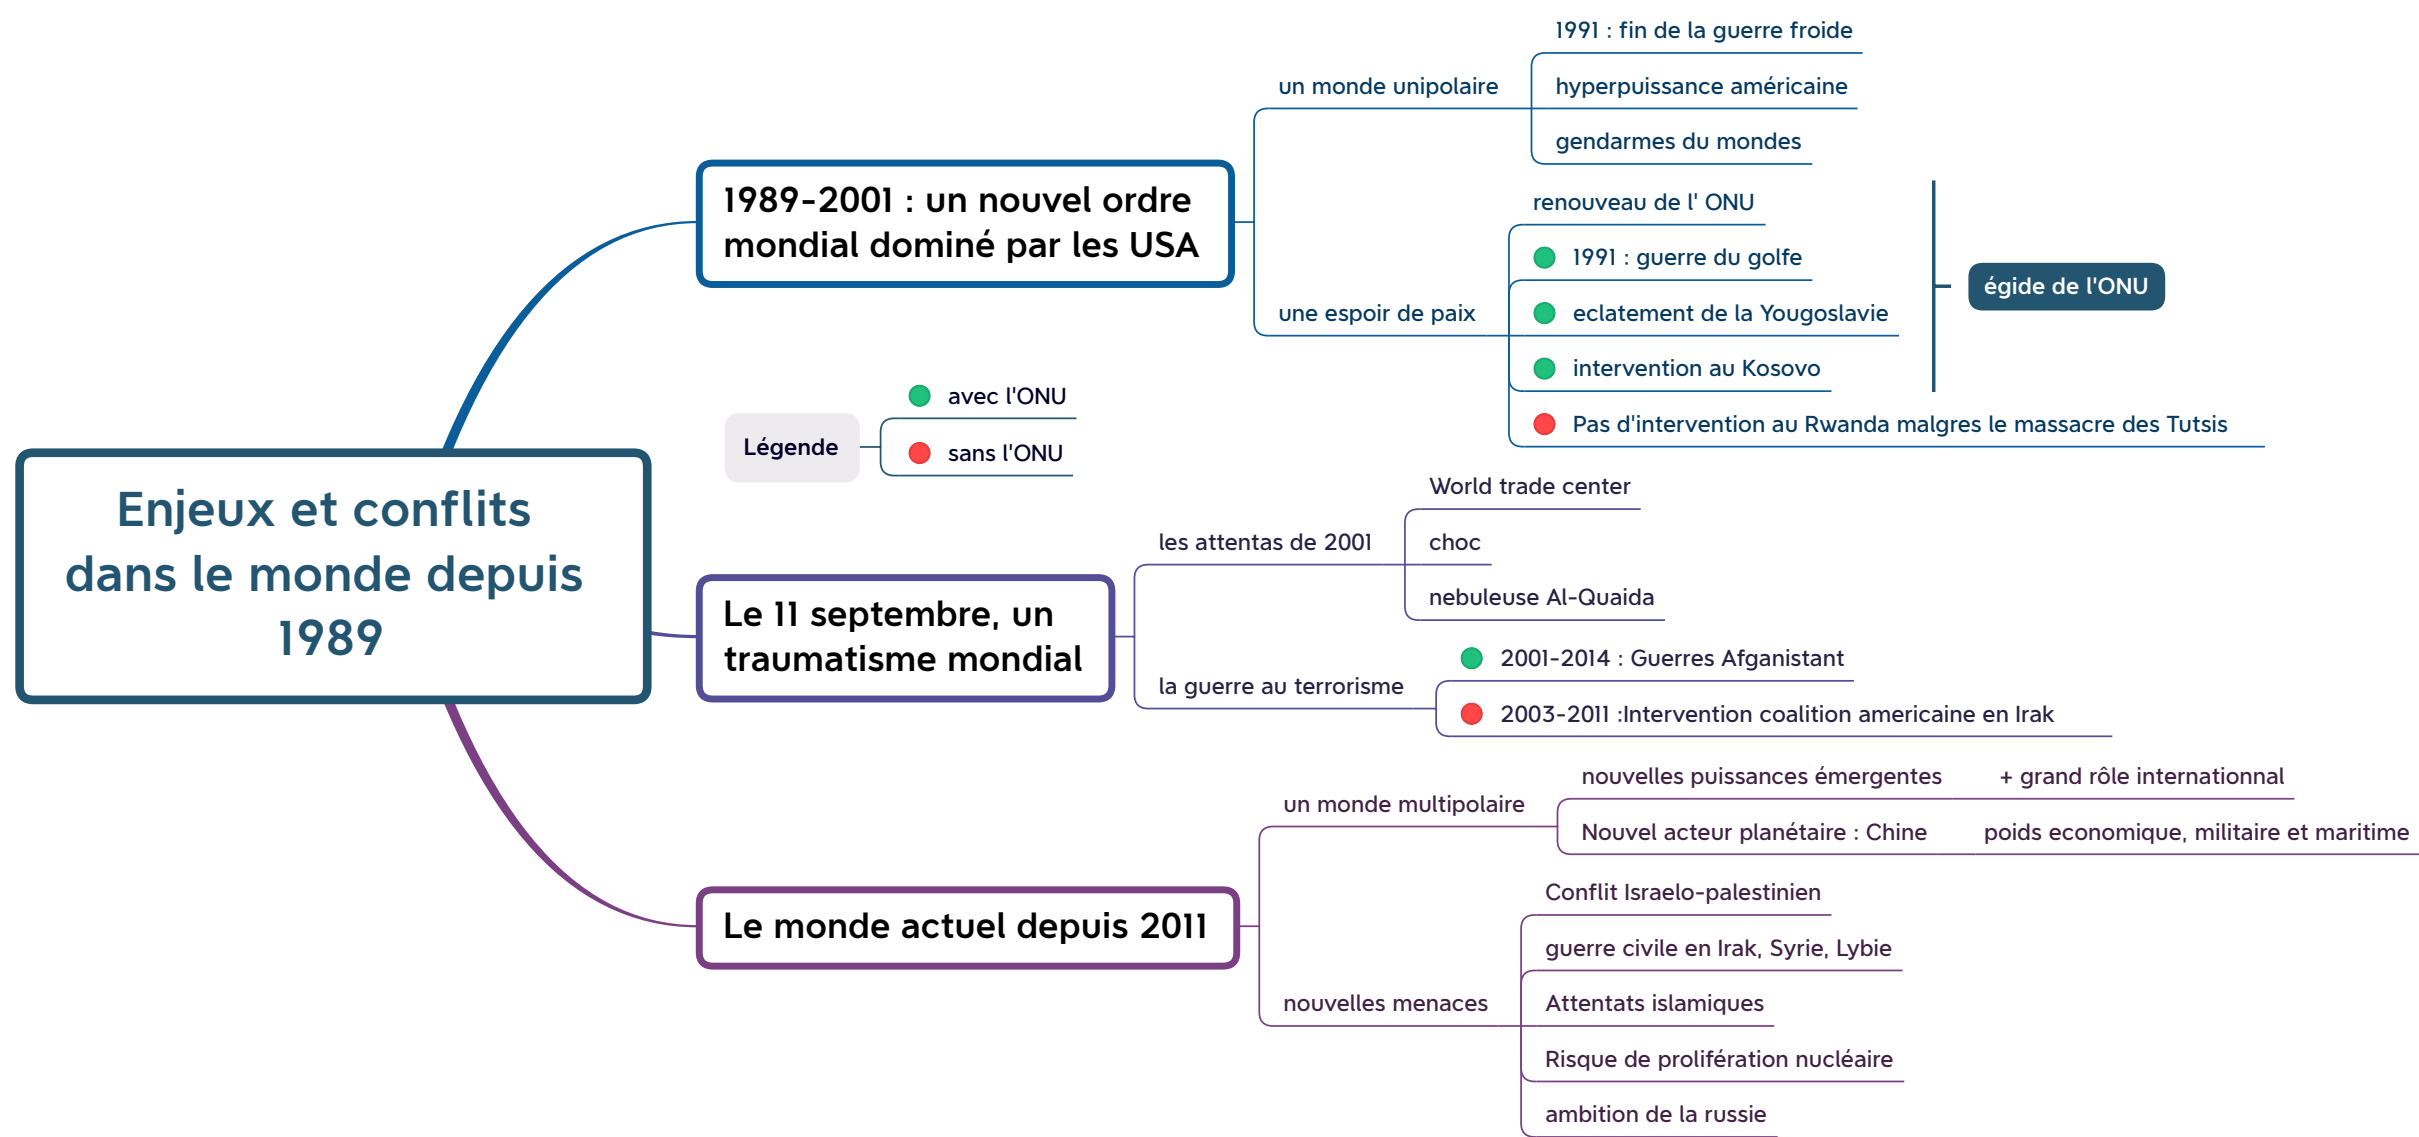 Enjeux et conflits
dans le monde depuis
1989
1989-2001 : un nouvel ordre
mondial dominé par les USA
un monde unipolaire
1991 : fin de la guerre froide
hyperpuissance américaine
gendarmes du mondes
une espoir de paix
renouveau de l' ONU
1991 : guerre du golfe
eclatement de la Yougoslavie
intervention au Kosovo
Pas d'intervention au Rwanda malgres le massacre des Tutsis
égide de l'ONU
Légende
avec l'ONU
sans l'ONU
Le 11 septembre, un
traumatisme mondial
les attentas de 2001
World trade center
choc
nebuleuse Al-Quaida
la guerre au terrorisme
2001-2014 : Guerres Afganistant
2003-2011 :Intervention coalition americaine en Irak
Le monde actuel depuis 2011
un monde multipolaire
nouvelles puissances émergentes
+ grand rôle internationnal
Nouvel acteur planétaire : Chine
poids economique, militaire et maritime
nouvelles menaces
Conflit Israelo-palestinien
guerre civile en Irak, Syrie, Lybie
Attentats islamiques
Risque de prolifération nucléaire
ambition de la russie